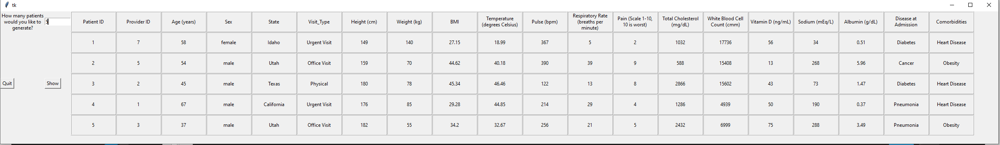 tk
How many patients
would you like to
generate?
5
Patient ID
Provider ID
Age (years)
Sex
State
Visit_Type
Height (cm)
Weight (kg)
BMI
Temperature
(degrees Celsius)
Pulse (bpm)
Respiratory Rate
(breaths per
minute)
Pain (Scale 1-10,
10 is worst)
Total Cholesterol
(mg/dL)
White Blood Cell
Count (cmm)
Vitamin D (ng/mL)
Sodium (mEq/L)
Albumin (g/dL)
Disease at
Admission
Comorbidities
1 7 58 female Idaho Urgent Visit 149 140 27.15 18.99 367 5 2 1032 17736 56 34 0.51 Diabetes Heart Disease
2 5 54 male Utah Office Visit 159 70 44.62 40.18 390 39 9 588 15408 13 268 5.96 Cancer Obesity
Quit
Show
3 2 45 male Texas Physical 180 78 45.34 46.46 122 13 8 2866 15602 43 73 1.47 Diabetes Heart Disease
4 1 67 male California Urgent Visit 176 85 29.28 44.85 214 29 4 1286 4939 50 190 0.37 Pneumonia Heart Disease
5 3 37 male Utah Office Visit 182 55 34.2 32.67 256 21 5 2432 6999 75 288 3.49 Pneumonia Obesity